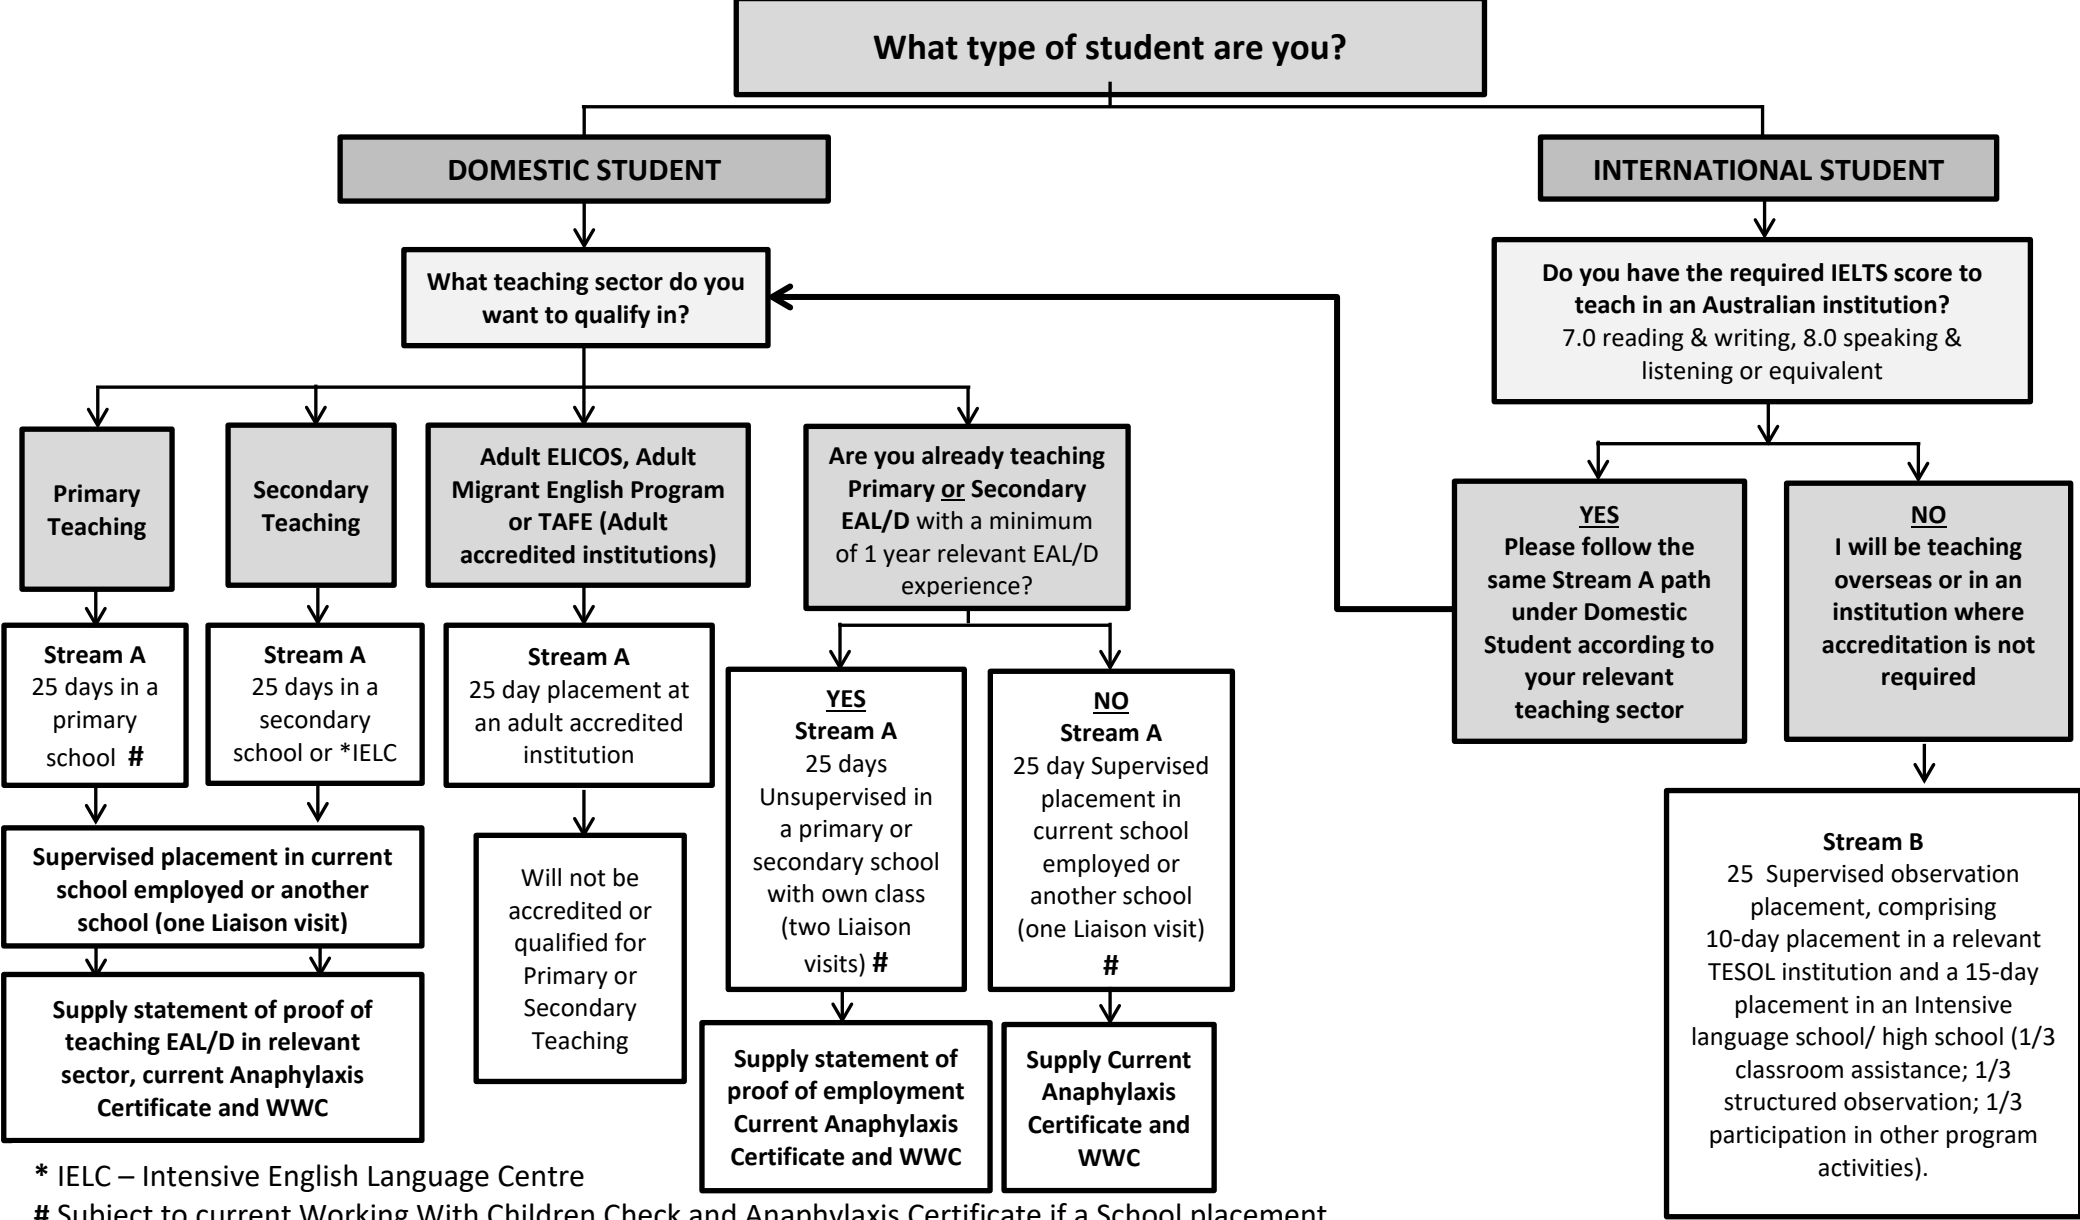 What type of student are you?
DOMESTIC STUDENT
What teaching sector do you
want to qualify in?
Primary
Teaching
Stream A
25 days in a
primary
school #
Secondary
Teaching
Stream A
25 days in a
secondary
school or *IELC
Supervised placement in current
school employed or another
school (one Liaison visit)
Supply statement of proof of
teaching EAL/D in relevant
sector, current Anaphylaxis
Certificate and WWC
Adult ELICOS, Adult
Migrant English Program
or TAFE (Adult
accredited institutions)
Stream A
25 day placement at
an adult accredited
institution
Will not be
accredited or
qualified for
Primary or
Secondary
Teaching
Are you already teaching
Primary or Secondary
EAL/D with a minimum
of 1 year relevant EAL/D
experience?
YES
Stream A
25 days
Unsupervised in
a primary or
secondary school
with own class
(two Liaison
visits) #
Supply statement of
proof of employment
Current Anaphylaxis
Certificate and WWC
NO
Stream A
25 day Supervised
placement in
current school
employed or
another school
(one Liaison visit)
#
Supply Current
Anaphylaxis
Certificate and
WWC
INTERNATIONAL STUDENT
Do you have the required IELTS score to
teach in an Australian institution?
7.0 reading & writing, 8.0 speaking &
listening or equivalent
YES
Please follow the
same Stream A path
under Domestic
Student according to
your relevant
teaching sector
NO
I will be teaching
overseas or in an
institution where
accreditation is not
required
Stream B
25 Supervised observation
placement, comprising
10-day placement in a relevant
TESOL institution and a 15-day
placement in an Intensive
language school/ high school (1/3
classroom assistance; 1/3
structured observation; 1/3
participation in other program
activities).
* IELC – Intensive English Language Centre
# Subject to current Working With Children Check and Anaphylaxis Certificate if a School placement